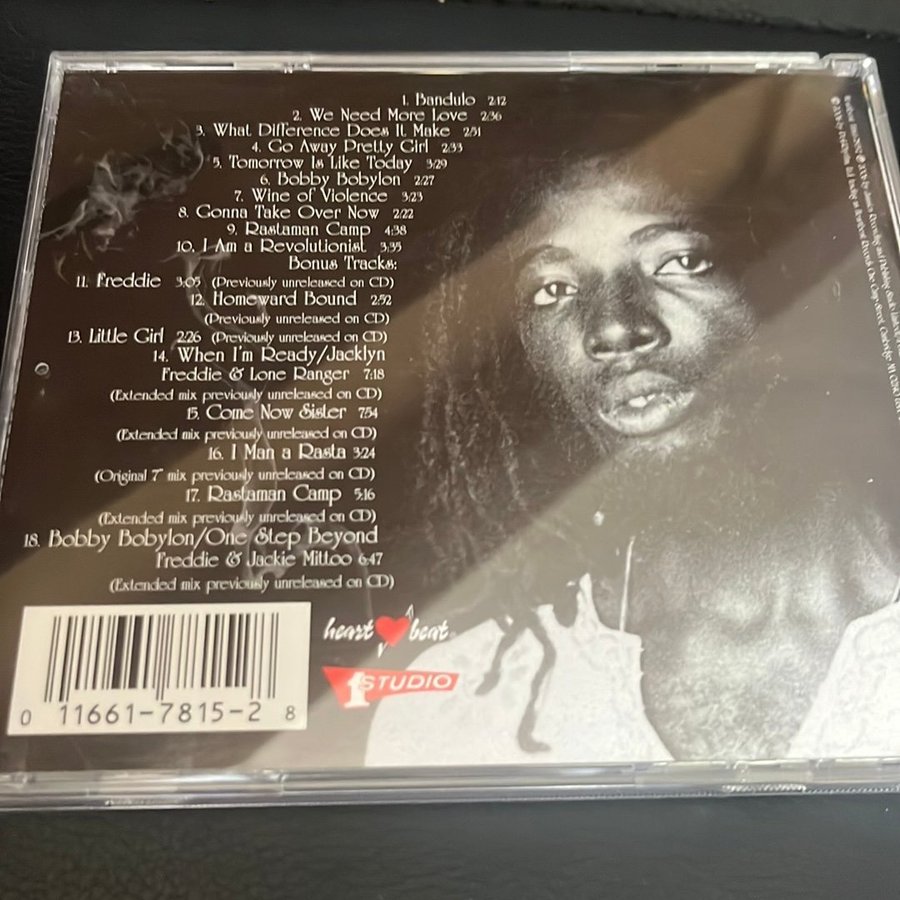 1. Bandulo 2:12
2. We Need More Love 2:36
3. What Difference Does It Make 2:51
4. Go Away Pretty Girl 2:33
5. Tomorrow Is Like Today 3:29
6. Bobby Bobylon 2:27
7. Wine of Violence 3:23
8. Gonna Take Over Now 2:22
9. Rastaman Camp 4:38
10. I Am a Revolutionist 3:35
Bonus Tracks:
11. Freddie 3:05 (Previously unreleased on CD)
12. Homeward Bound 2:52
(Previously unreleased on CD)
13. Little Girl 2:26 (Previously unreleased on CD)
14. When I'm Ready/Jacklyn
Freddie & Lone Ranger 7:18
(Extended mix previously unreleased on CD)
15. Come Now Sister 7:54
(Extended mix previously unreleased on CD)
16. I Man a Rasta 3:24
(Original 7" mix previously unreleased on CD)
17. Rastaman Camp 5:16
(Extended mix previously unreleased on CD)
18. Bobby Bobylon/One Step Beyond
Freddie & Jackie Mittoo 6:47
(Extended mix previously unreleased on CD)
0 11661-7815-2 8
heart beat
STUDIO 1